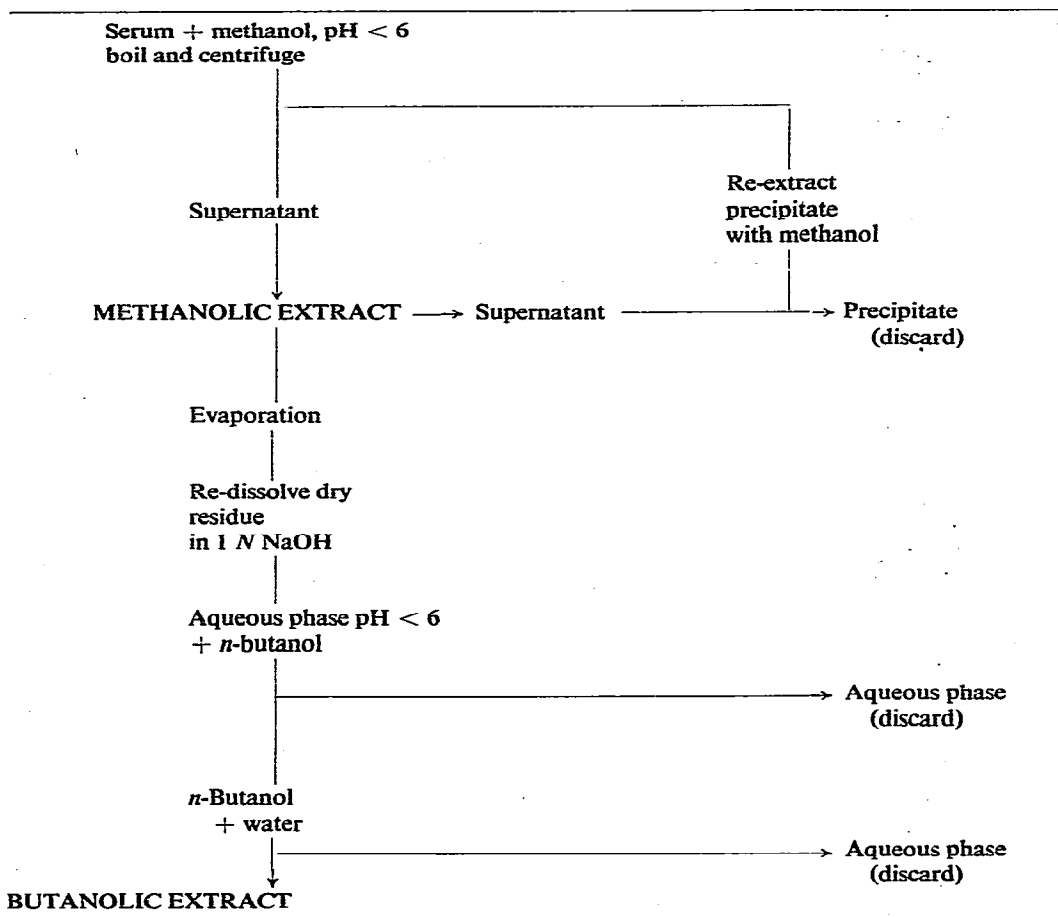 Serum + methanol, pH < 6
boil and centrifuge
Supernatant
Re-extract
precipitate
with methanol
METHANOLIC EXTRACT
Supernatant
Precipitate
(discard)
Evaporation
Re-dissolve dry
residue
in 1 N NaOH
Aqueous phase pH < 6
+ n-butanol
Aqueous phase
(discard)
n-Butanol
+ water
Aqueous phase
(discard)
BUTANOLIC EXTRACT